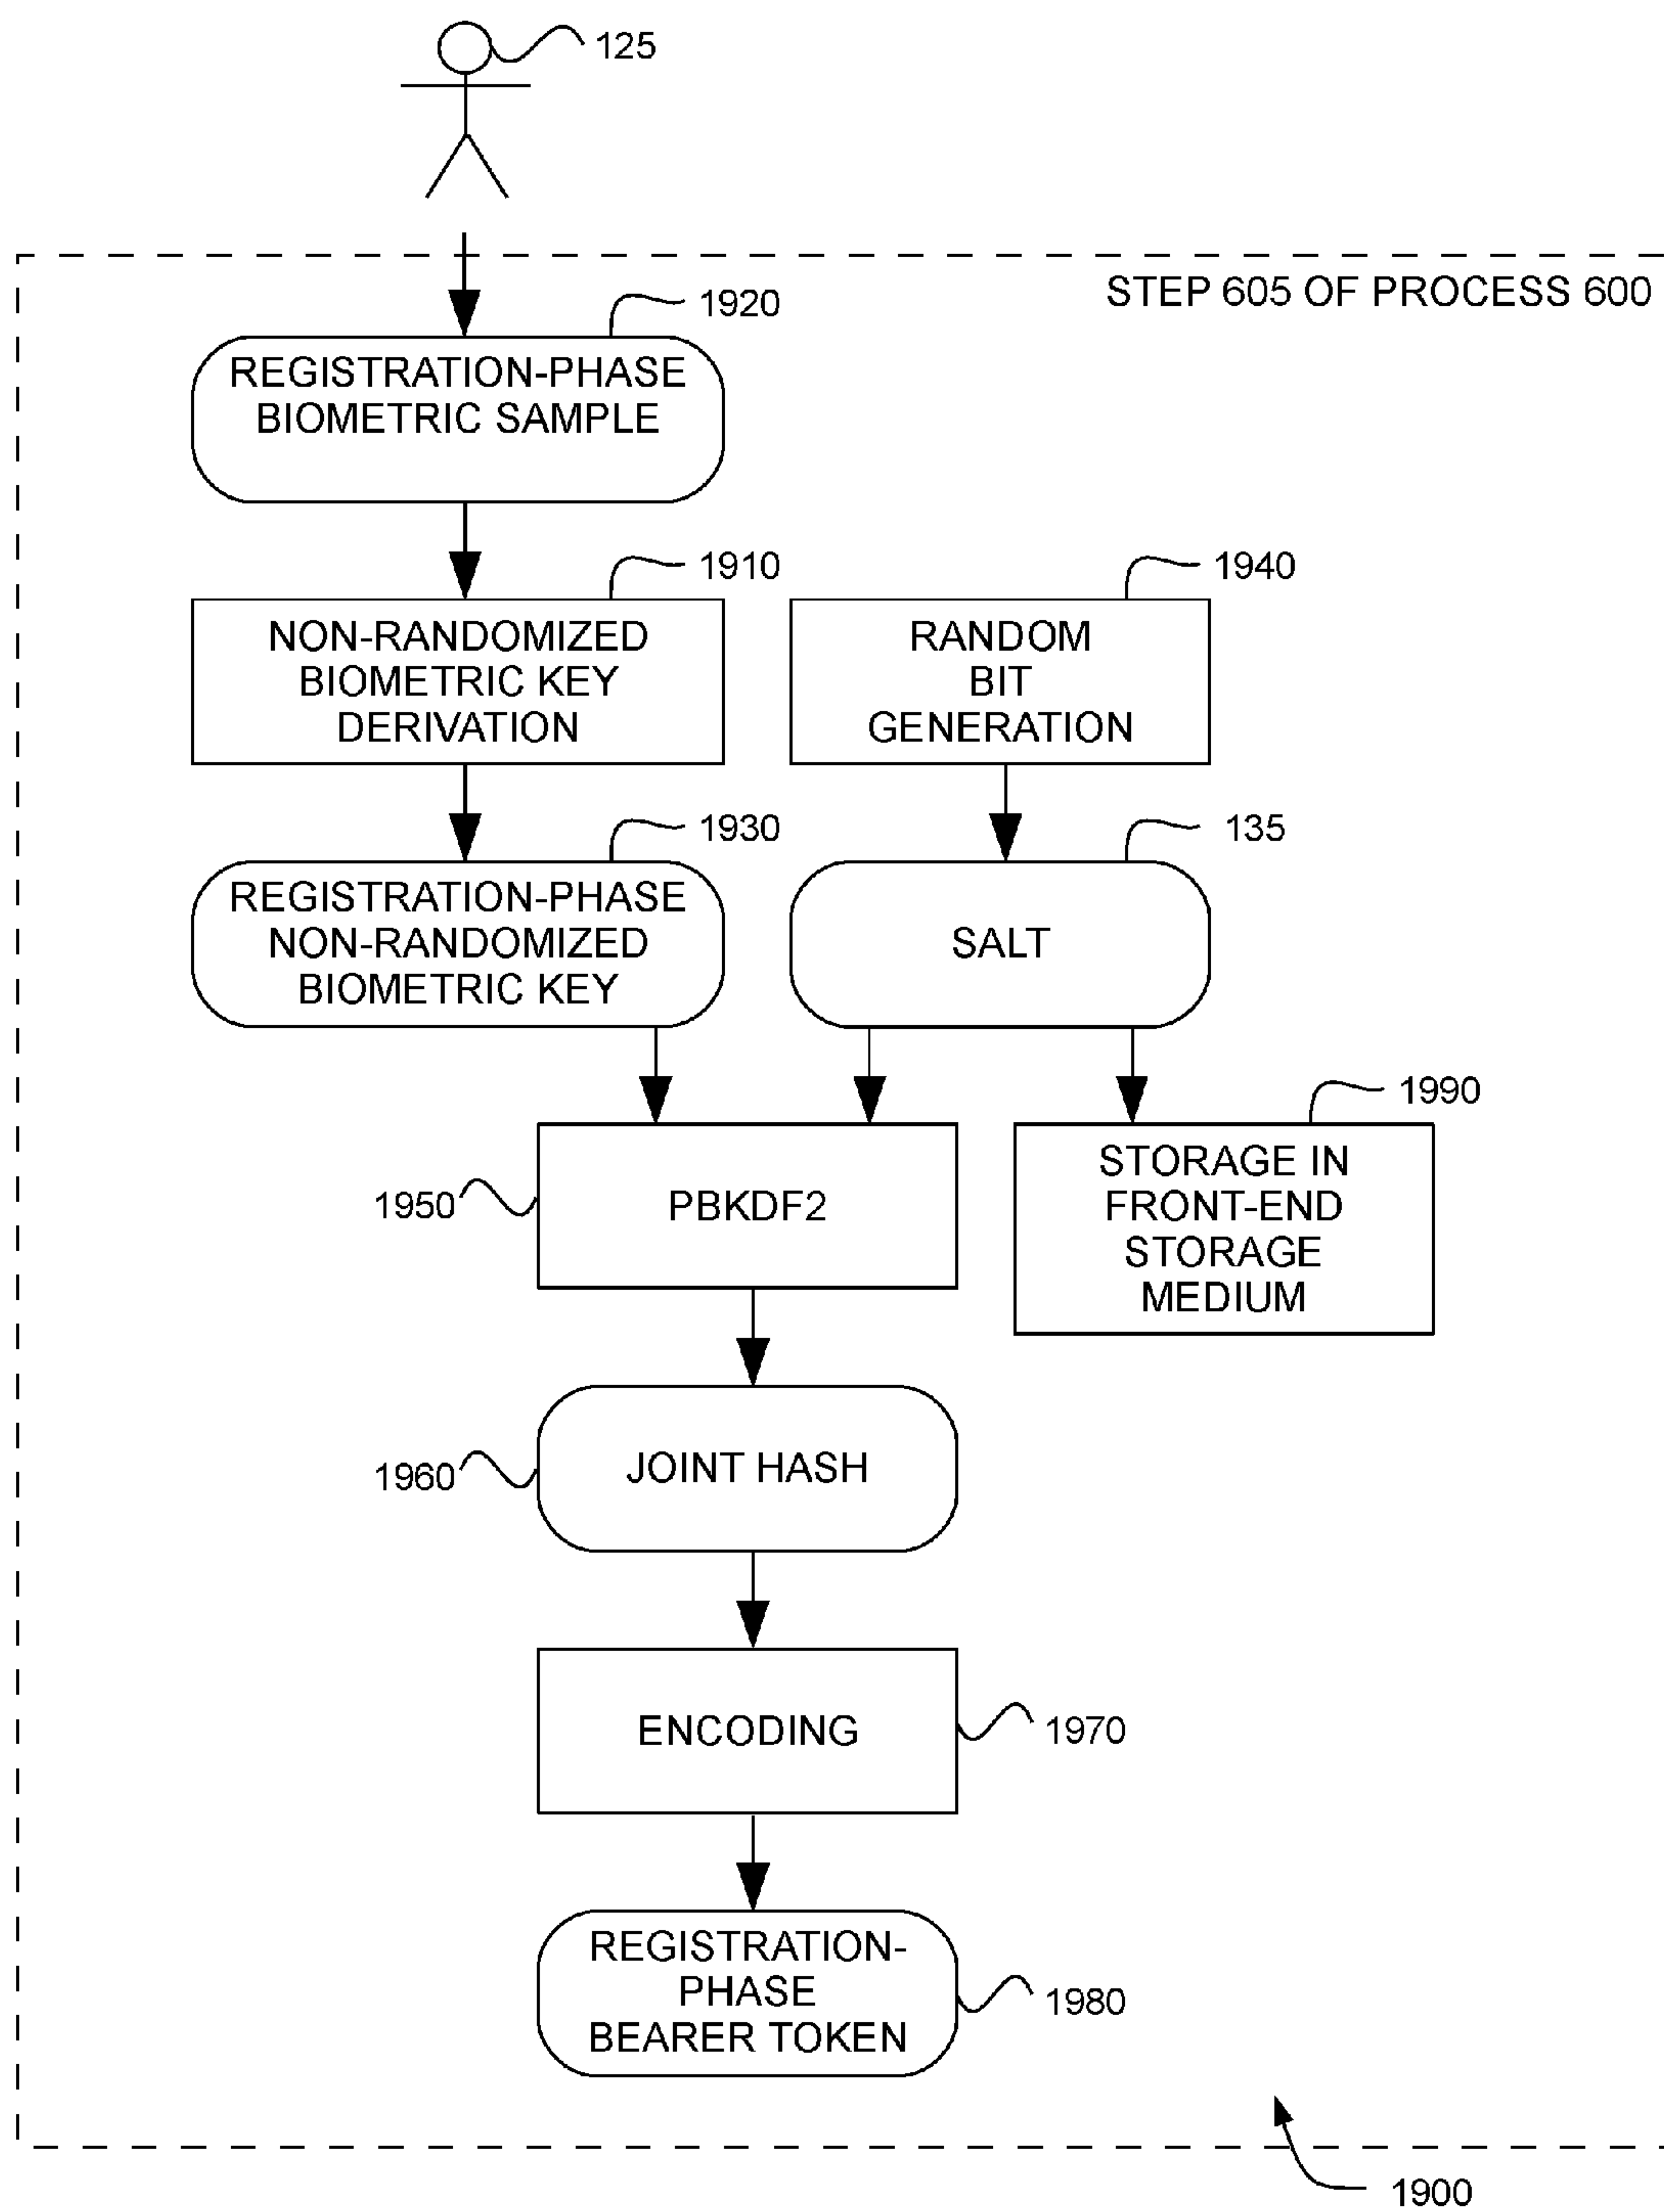 125
STEP 605 OF PROCESS 600
1920
REGISTRATION-PHASE
BIOMETRIC SAMPLE
1910
NON-RANDOMIZED
BIOMETRIC KEY
DERIVATION
1940
RANDOM
BIT
GENERATION
1930
REGISTRATION-PHASE
NON-RANDOMIZED
BIOMETRIC KEY
135
SALT
1950
PBKDF2
1990
STORAGE IN
FRONT-END
STORAGE
MEDIUM
1960
JOINT HASH
ENCODING
1970
REGISTRATION-
PHASE
BEARER TOKEN
1980
1900